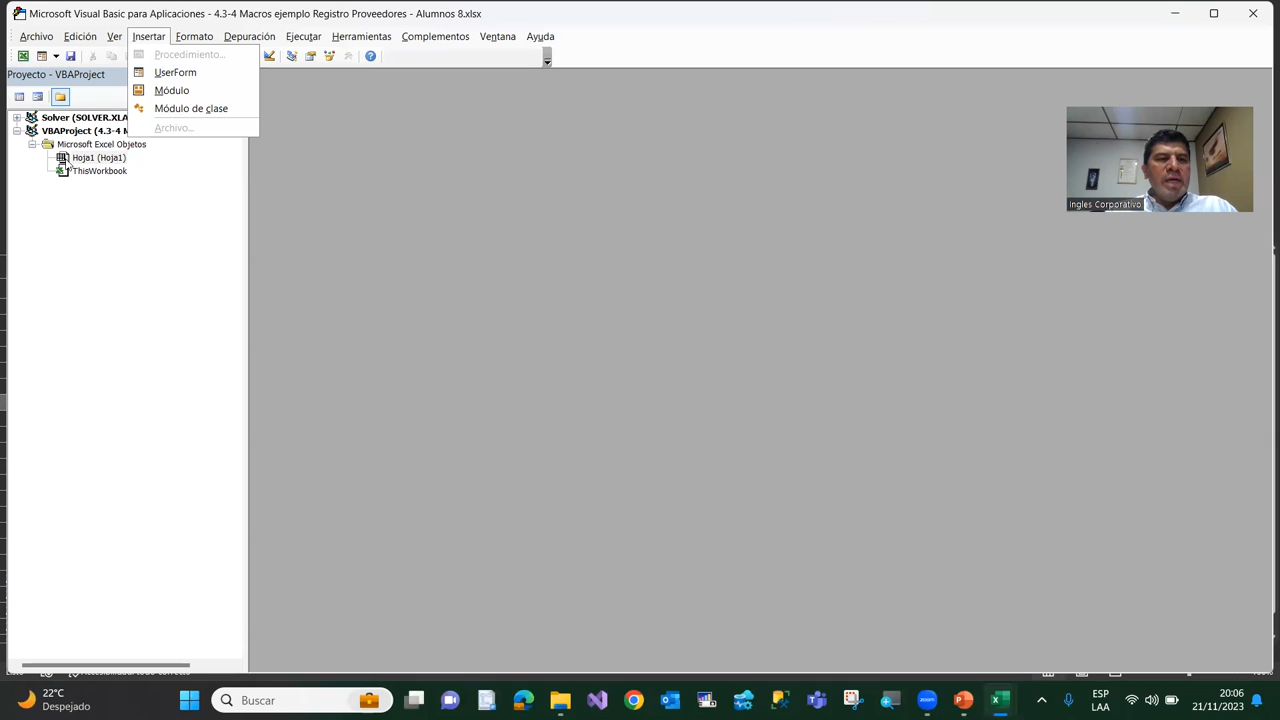 Microsoft Visual Basic para Aplicaciones - 4.3-4 Macros ejemplo Registro Proveedores - Alumnos 8.xlsx
Archivo Edición Ver Insertar Formato Depuración Ejecutar Herramientas Complementos Ventana Ayuda
Procedimiento...
UserForm
Módulo
Módulo de clase
Archivo...
Proyecto - VBAProject
Solver (SOLVER.XLA
VBAProject (4.3-4 M
Microsoft Excel Objetos
Hoja1 (Hoja1)
ThisWorkbook
Ingles Corporativo
22°C
Despejado
Buscar
ESP
LAA
20:06
21/11/2023